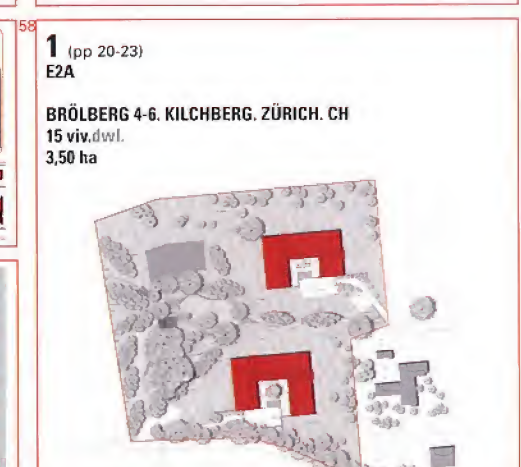 58
1 (pp 20-23)
E2A
BRÖLBERG 4-6. KILCHBERG. ZÜRICH. CH
15 viv.dwl.
3,50 ha